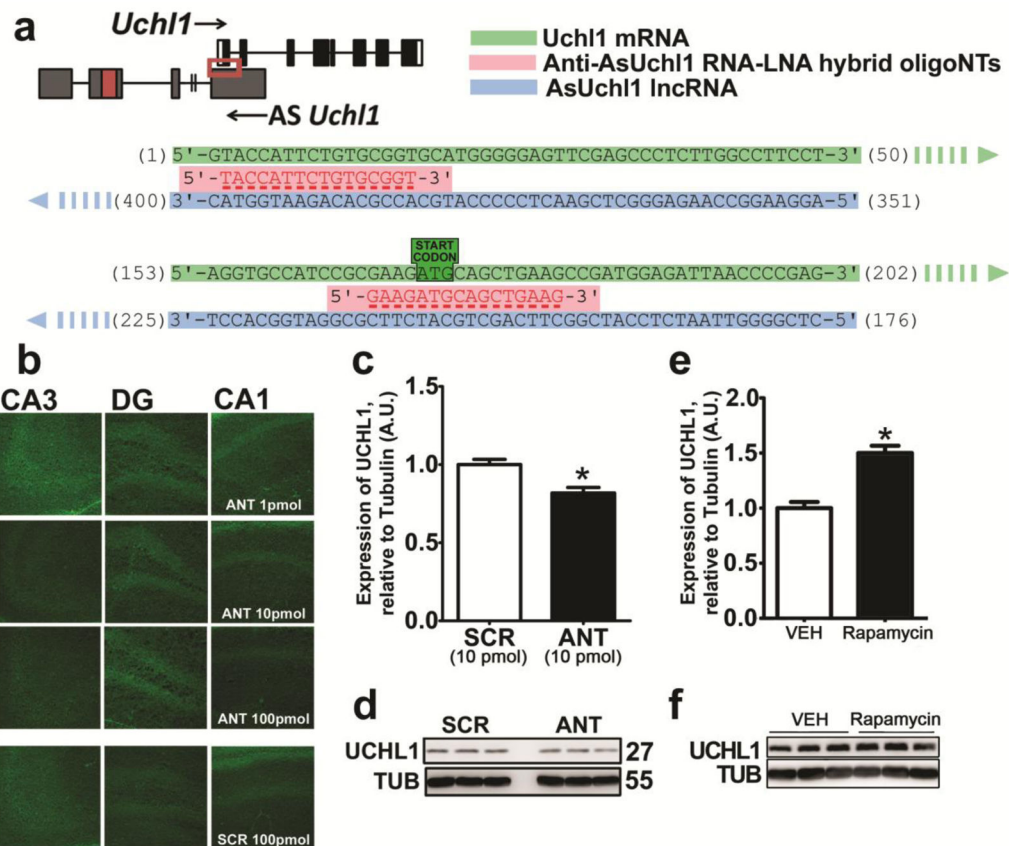 a
Uchl1→
←AS Uchl1
Uchl1 mRNA
Anti-AsUchl1 RNA-LNA hybrid oligoNTs
AsUchl1 lncRNA
(1) 5'-GTACCATTCTGTGCGGTGCATGGGGGAGTTCGAGCCCTCTTGGCCTTCCT-3' (50)
5'-TACCATTCTGTGCGGT-3'
(400) 3'-CATGGTAAGACACGCCACGTACCCCCTCAAGCTCGGGAGAACCGGAAGGA-5' (351)
START
CODON
(153) 5'-AGGTGCCATCCGCGAAGATGCAGCTGAAGCCGATGGAGATTAACCCCGAG-3' (202)
5'-GAAGATGCAGCTGAAG-3'
(225) 3'-TCCACGGTAGGCGCTTCTACGTCGACTTCGGCTACCTCTAATTGGGGCTC-5' (176)
b
CA3 DG CA1
ANT 1pmol
ANT 10pmol
ANT 100pmol
SCR 100pmol
c
Expression of UCHL1,
relative to Tubulin (A.U.)
1.5
1.0
0.5
0.0
*
SCR ANT
(10 pmol) (10 pmol)
d
SCR ANT
UCHL1 27
TUB 55
e
Expression of UCHL1,
relative to Tubulin (A.U.)
2.0
1.5
1.0
0.5
0.0
*
VEH Rapamycin
f
VEH Rapamycin
UCHL1
TUB